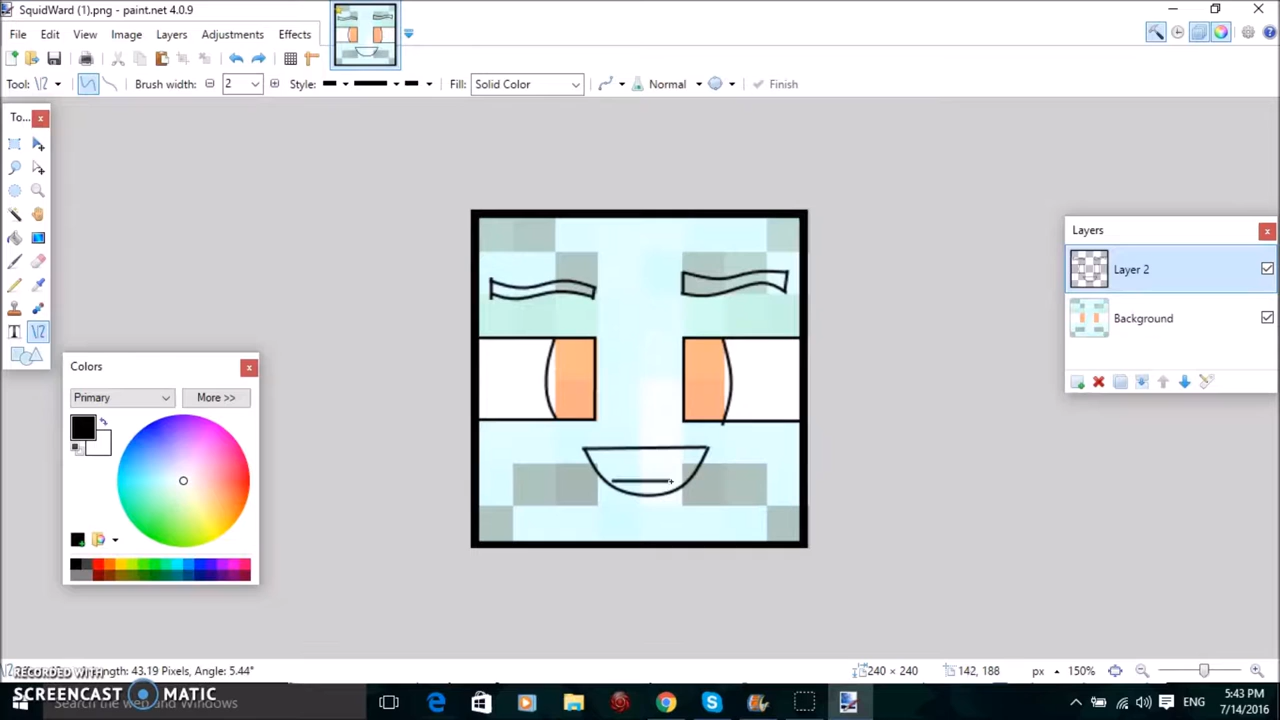 SquidWard (1).png - paint.net 4.0.9
File Edit View Image Layers Adjustments Effects
Tool: Brush width: 2 Style: Fill: Solid Color Normal Finish
To...
Layers
Layer 2
Background
Colors
Primary More >>
Length: 43.19 Pixels, Angle: 5.44° 240 × 240 142, 188 px 150%
RECORDED WITH
SCREENCAST MATIC
Search the web and Windows
ENG 5:43 PM
7/14/2016